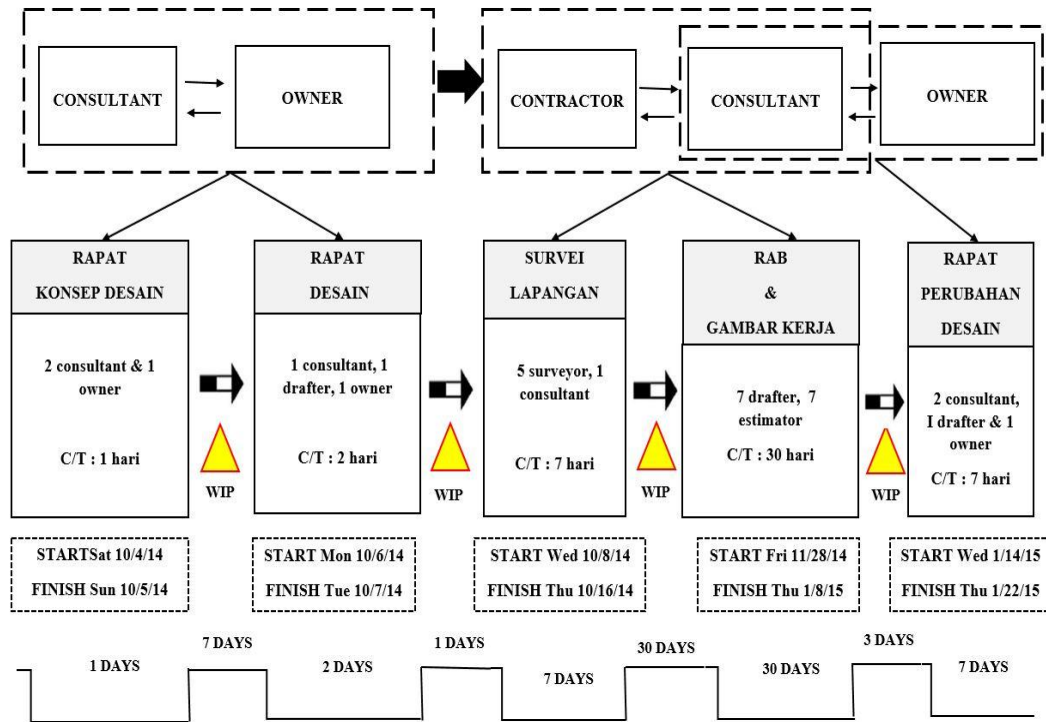 CONSULTANT
OWNER
CONTRACTOR
CONSULTANT
OWNER
RAPAT
KONSEP DESAIN
2 consultant & 1
owner
C/T : 1 hari
WIP
RAPAT
DESAIN
1 consultant, 1
drafter, 1 owner
C/T : 2 hari
WIP
SURVEI
LAPANGAN
5 surveyor, 1
consultant
C/T : 7 hari
WIP
RAB
&
GAMBAR KERJA
7 drafter, 7
estimator
C/T : 30 hari
WIP
RAPAT
PERUBAHAN
DESAIN
2 consultant,
I drafter & 1
owner
C/T : 7 hari
STARTSat 10/4/14
FINISH Sun 10/5/14
START Mon 10/6/14
FINISH Tue 10/7/14
START Wed 10/8/14
FINISH Thu 10/16/14
START Fri 11/28/14
FINISH Thu 1/8/15
START Wed 1/14/15
FINISH Thu 1/22/15
1 DAYS
7 DAYS
2 DAYS
1 DAYS
7 DAYS
30 DAYS
30 DAYS
3 DAYS
7 DAYS